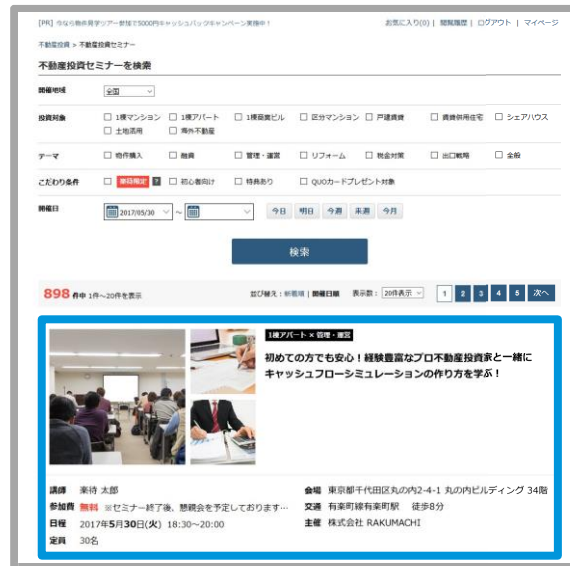 [PR] 今なら物件見学ツアー参加で5000円キャッシュバックキャンペーン実施中！
お気に入り(0) | 閲覧履歴 | ログアウト | マイページ
不動産投資 > 不動産投資セミナー
不動産投資セミナーを検索
開催地域 全国
投資対象 1棟マンション 1棟アパート 1棟商業ビル 区分マンション 戸建賃貸 賃貸併用住宅 シェアハウス
土地活用 海外不動産
テーマ 物件購入 融資 管理・運営 リフォーム 税金対策 出口戦略 全般
こだわり条件 楽待限定 ? 初心者向け 特典あり QUOカードプレゼント対象
開催日 2017/05/30 ～ 今日 明日 今週 来週 今月
検索
898 件中 1件～20件を表示 並び替え：新着順 | 開催日順 表示数： 20件表示 1 2 3 4 5 次へ
1棟アパート × 管理・運営
初めての方でも安心！経験豊富なプロ不動産投資家と一緒に
キャッシュフローシミュレーションの作り方を学ぶ！
講師 楽待 太郎 会場 東京都千代田区丸の内2-4-1 丸の内ビルディング 34階
参加費 無料 ※セミナー終了後、懇親会を予定しております… 交通 有楽町線有楽町駅 徒歩8分
日程 2017年5月30日(火) 18:30～20:00 主催 株式会社 RAKUMACHI
定員 30名